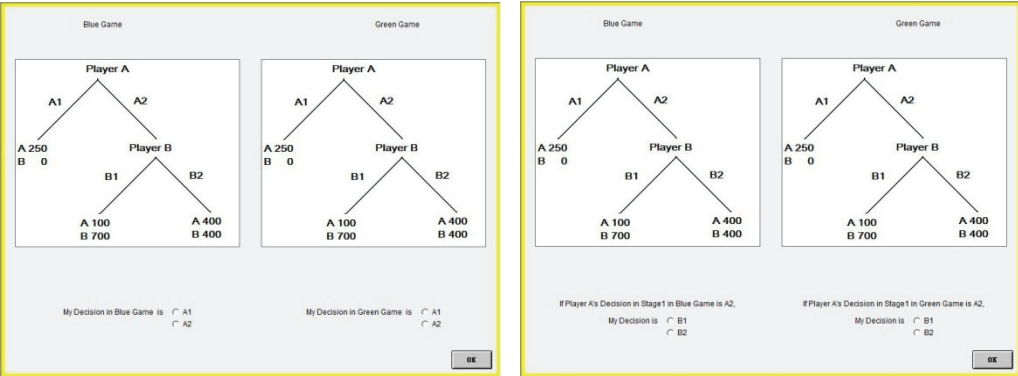 Blue Game
Green Game
Player A
A1
A2
A 250
B 0
Player B
B1
B2
A 100
B 700
A 400
B 400
Player A
A1
A2
A 250
B 0
Player B
B1
B2
A 100
B 700
A 400
B 400
My Decision in Blue Game is A1
A2
My Decision in Green Game is A1
A2
OK
Blue Game
Green Game
Player A
A1
A2
A 250
B 0
Player B
B1
B2
A 100
B 700
A 400
B 400
Player A
A1
A2
A 250
B 0
Player B
B1
B2
A 100
B 700
A 400
B 400
If Player A's Decision in Stage1 in Blue Game is A2,
My Decision is B1
B2
If Player A's Decision in Stage1 in Green Game is A2,
My Decision is B1
B2
OK